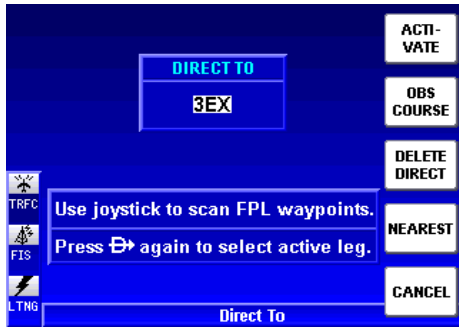 DIRECT TO
3EX
ACTI-
VATE
OBS
COURSE
DELETE
DIRECT
NEAREST
CANCEL
TRFC
FIS
LTNG
Use joystick to scan FPL waypoints.
Press D again to select active leg.
Direct To